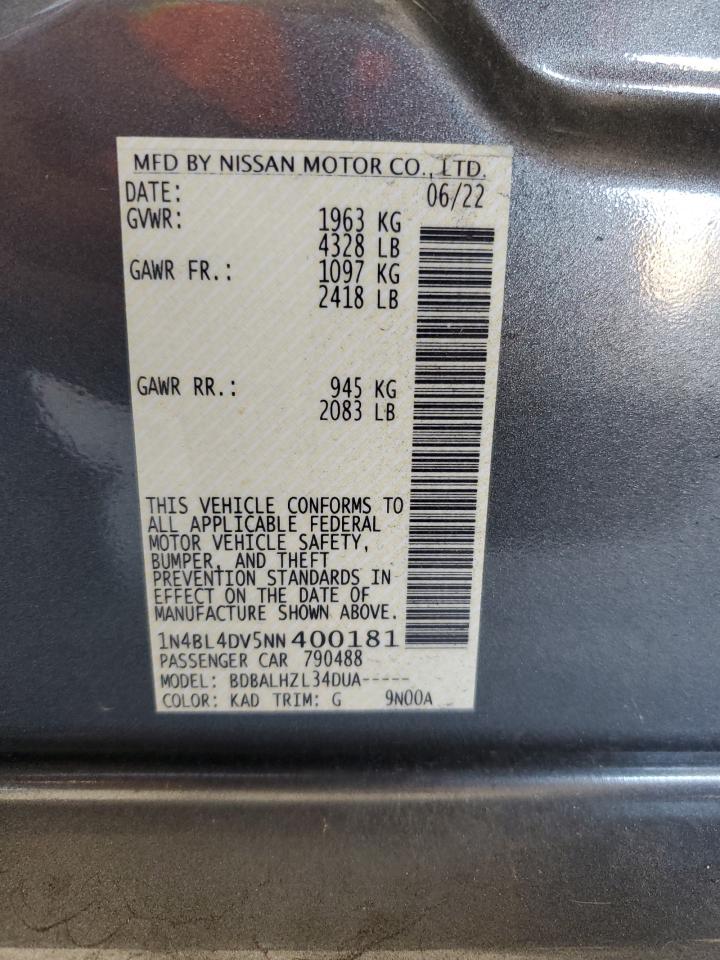 MFD BY NISSAN MOTOR CO., LTD.
DATE: 06/22
GVWR: 1963 KG
4328 LB
GAWR FR.: 1097 KG
2418 LB
GAWR RR.: 945 KG
2083 LB
THIS VEHICLE CONFORMS TO
ALL APPLICABLE FEDERAL
MOTOR VEHICLE SAFETY,
BUMPER, AND THEFT
PREVENTION STANDARDS IN
EFFECT ON THE DATE OF
MANUFACTURE SHOWN ABOVE.
1N4BL4DV5NN400181
PASSENGER CAR 790488
MODEL: BDBALHZL34DUA-----
COLOR: KAD TRIM: G 9N00A